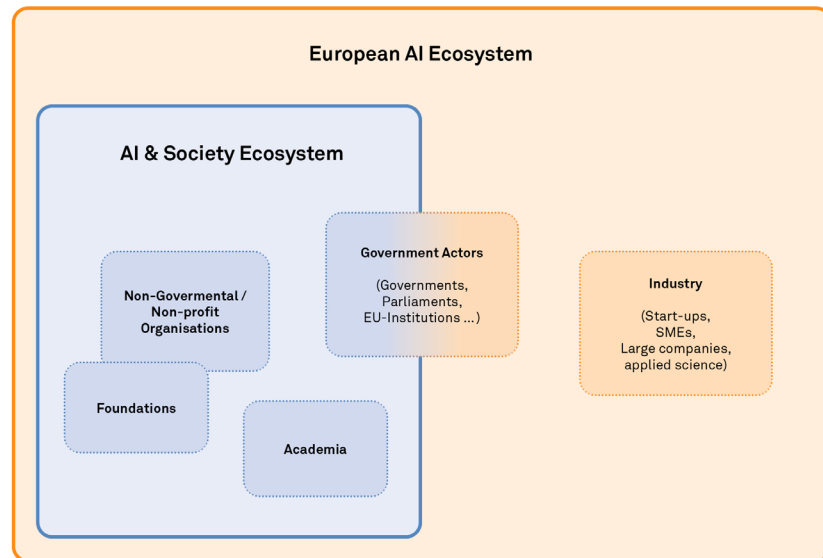 European AI Ecosystem
AI & Society Ecosystem
Government Actors
(Governments,
Parliaments,
EU-Institutions ...)
Non-Govermental /
Non-profit
Organisations
Industry
(Start-ups,
SMEs,
Large companies,
applied science)
Foundations
Academia